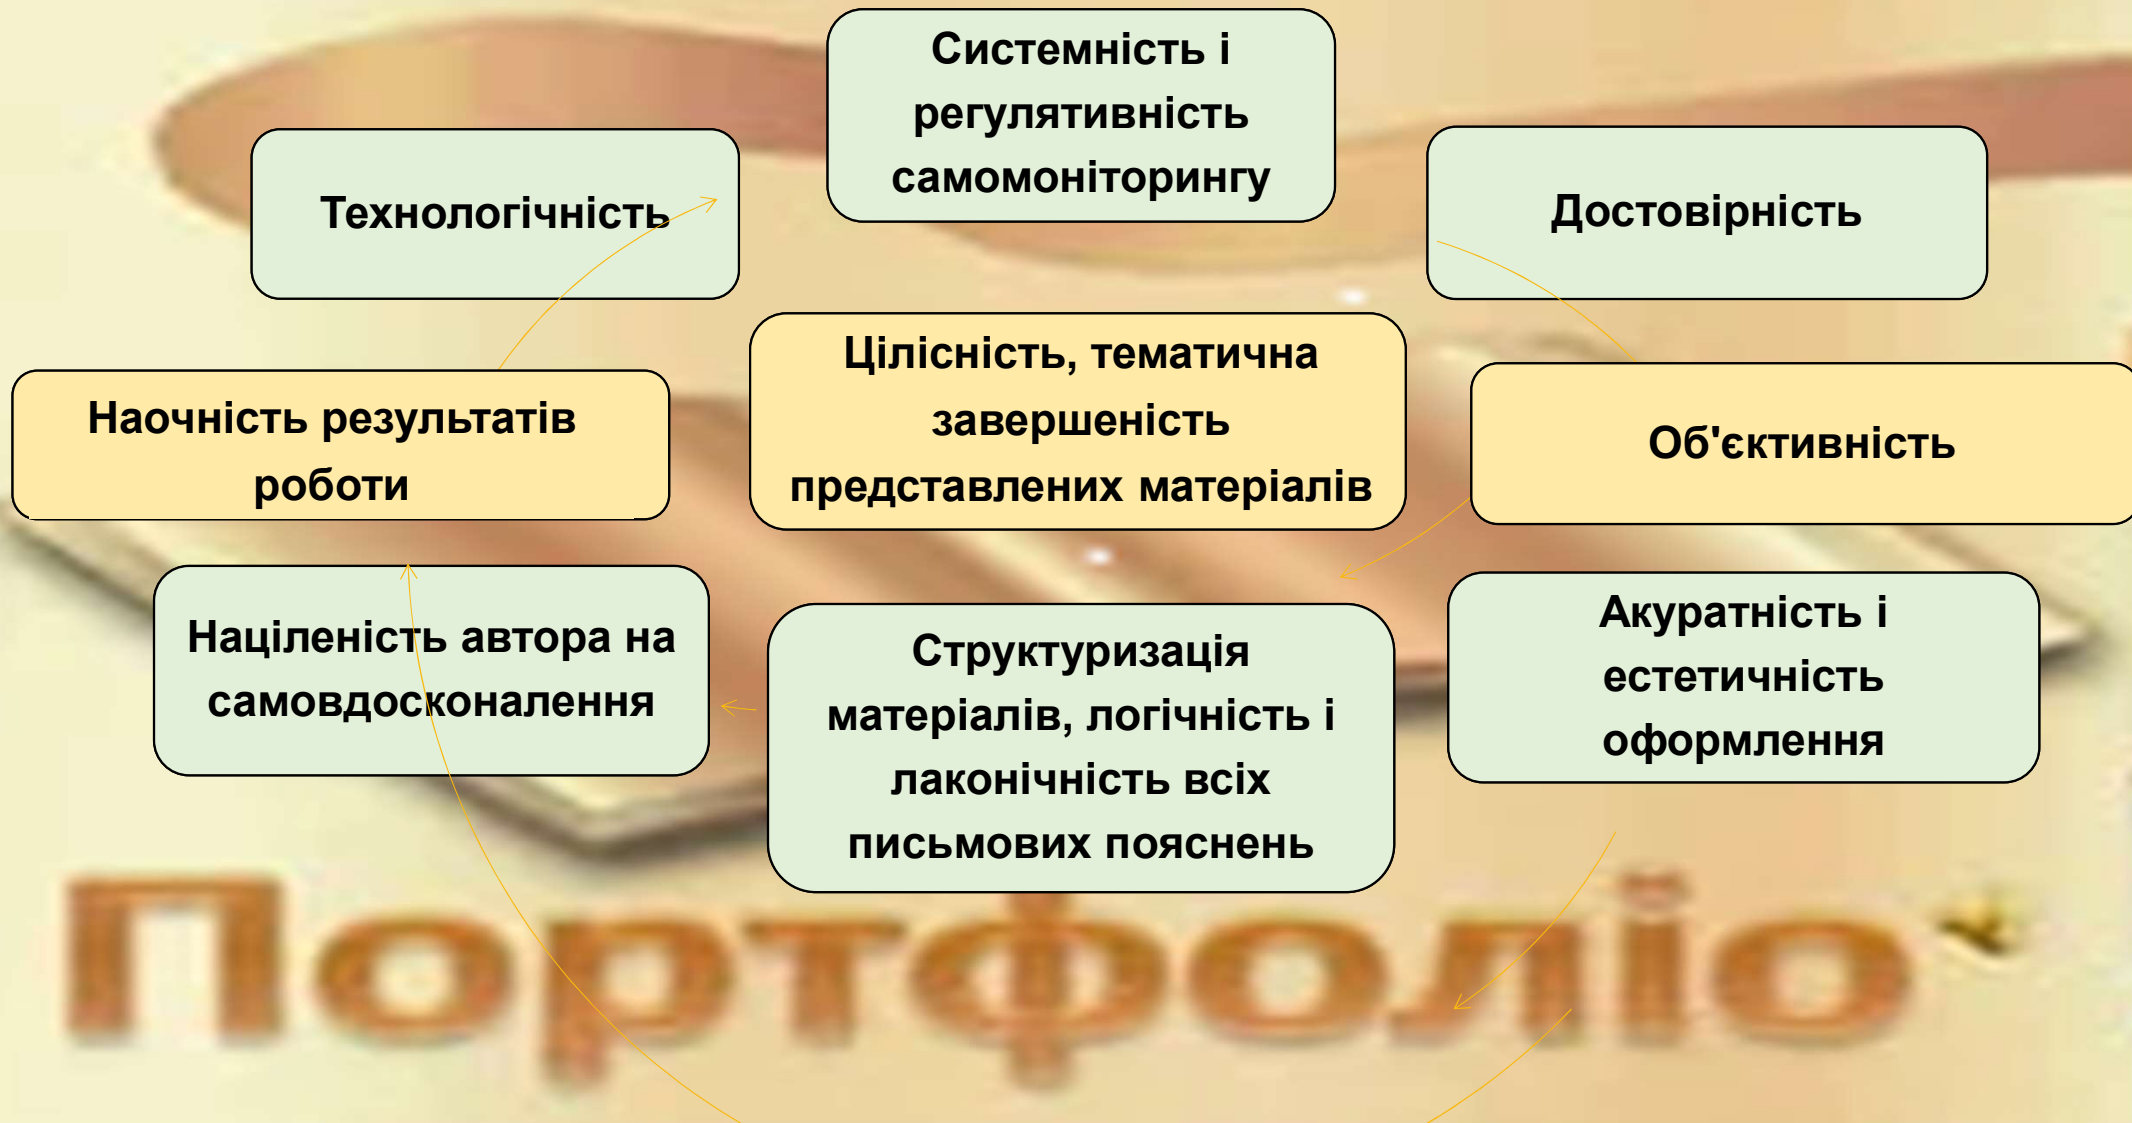 Системність і
регулятивність
самомоніторингу
Технологічність
Достовірність
Цілісність, тематична
завершеність
представлених матеріалів
Наочність результатів
роботи
Об'єктивність
Націленість автора на
самовдосконалення
Структуризація
матеріалів, логічність і
лаконічність всіх
письмових пояснень
Акуратність і
естетичність
оформлення
Портфоліо